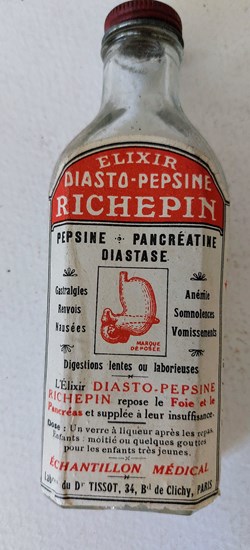 ELIXIR
DIASTO-PEPSINE
RICHEPIN
PEPSINE PANCRÉATINE
DIASTASE
Gastralgies
Renvois
Nausées
MARQUE
DÉPOSÉE
Anémie
Somnolences
Vomissements
Digestions lentes ou laborieuses
L'Élixir DIASTO-PEPSINE
RICHEPIN repose le Foie et le
Pancréas et supplée à leur insuffisance.
Dose : Un verre à liqueur après les repas.
Enfants : moitié ou quelques gouttes
pour les enfants très jeunes.
ÉCHANTILLON MÉDICAL
du Dr TISSOT, 34, Bd de Clichy, PARIS